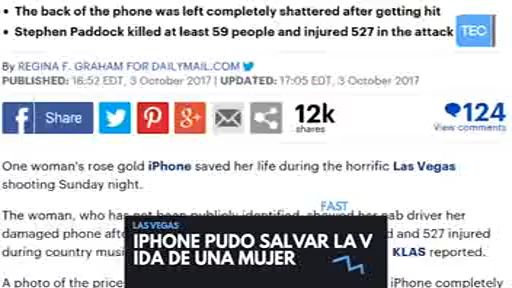 • The back of the phone was left completely shattered after getting hit
• Stephen Paddock killed at least 59 people and injured 527 in the attack
TEC
By REGINA F. GRAHAM FOR DAILYMAIL.COM
PUBLISHED: 16:52 EDT, 3 October 2017 | UPDATED: 17:05 EDT, 3 October 2017
f Share
g+
12k
shares
124
View comments
One woman's rose gold iPhone saved her life during the horrific Las Vegas
shooting Sunday night.
FAST
The woman, who has not been publicly identified, showed her cab driver her
damaged phone afte d and 527 injured
during country musi KLAS reported.
LAS VEGAS
IPHONE PUDO SALVAR LA V
IDA DE UNA MUJER
A photo of the price iPhone completely